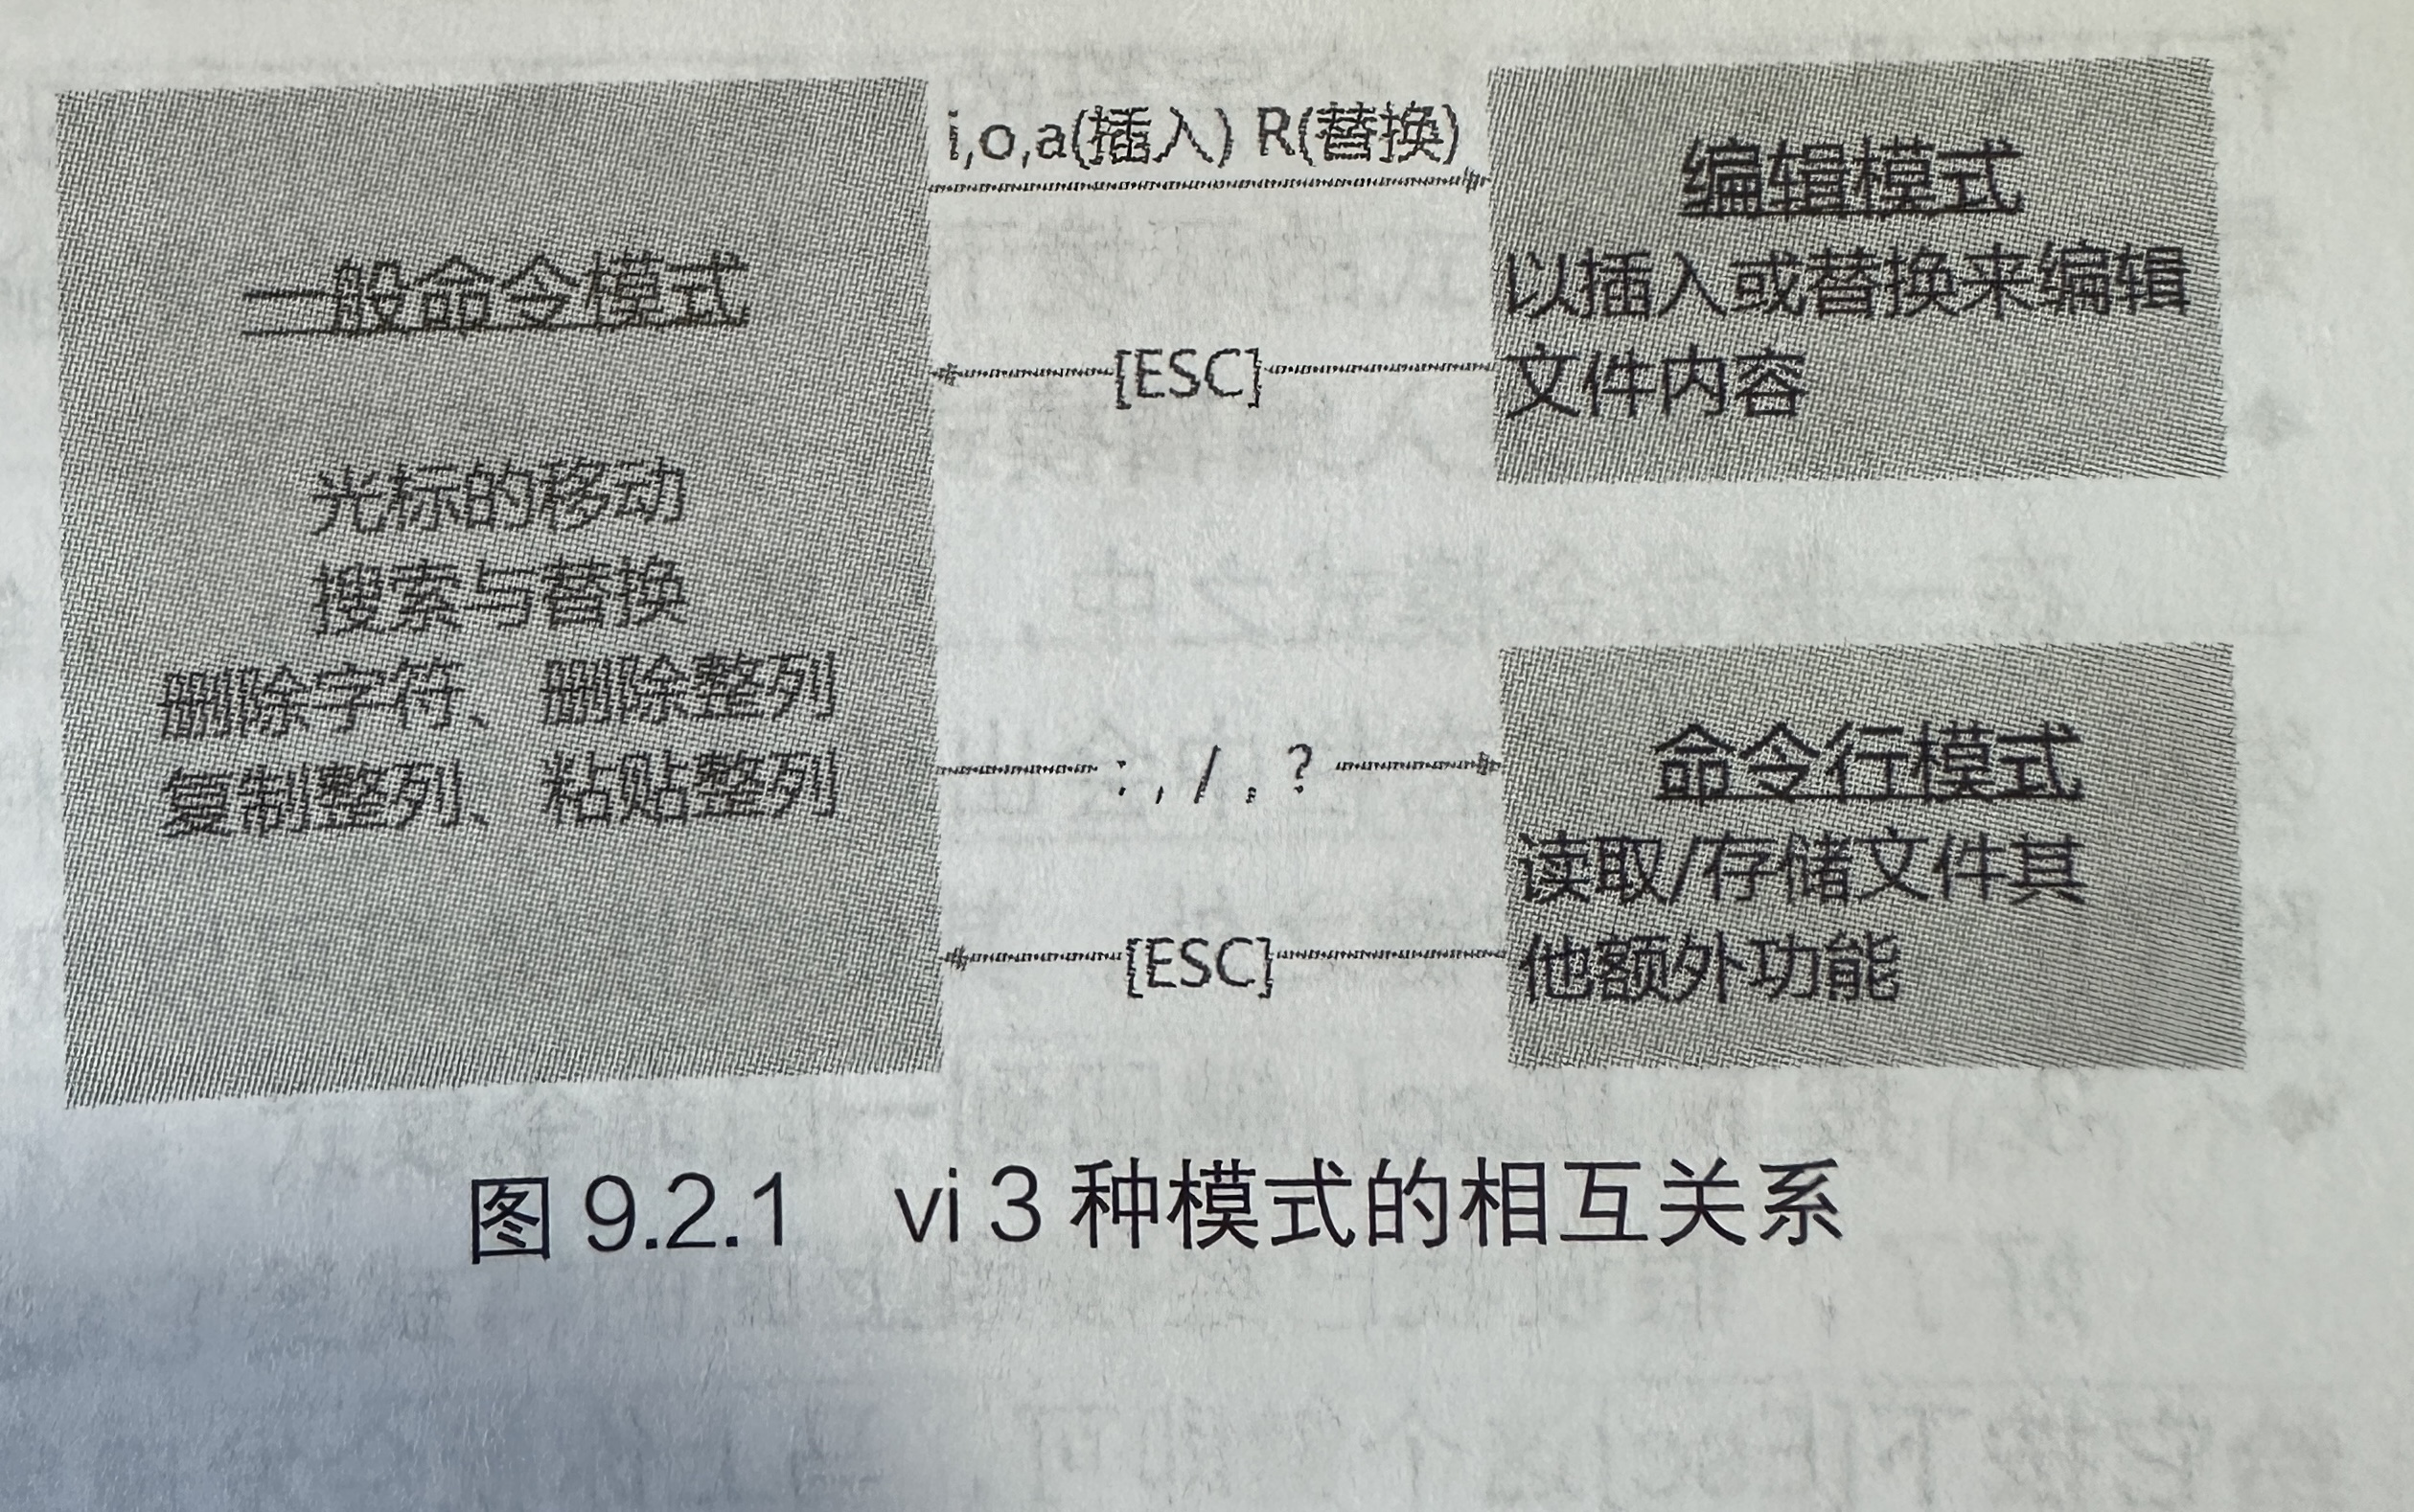 一般命令模式
光标的移动
搜索与替换
删除字符、删除整列
复制整列、粘贴整列
i,o,a(插入) R(替换)
[ESC]
: , / , ?
[ESC]
编辑模式
以插入或替换来编辑
文件内容
命令行模式
读取/存储文件其
他额外功能
图 9.2.1 vi 3 种模式的相互关系